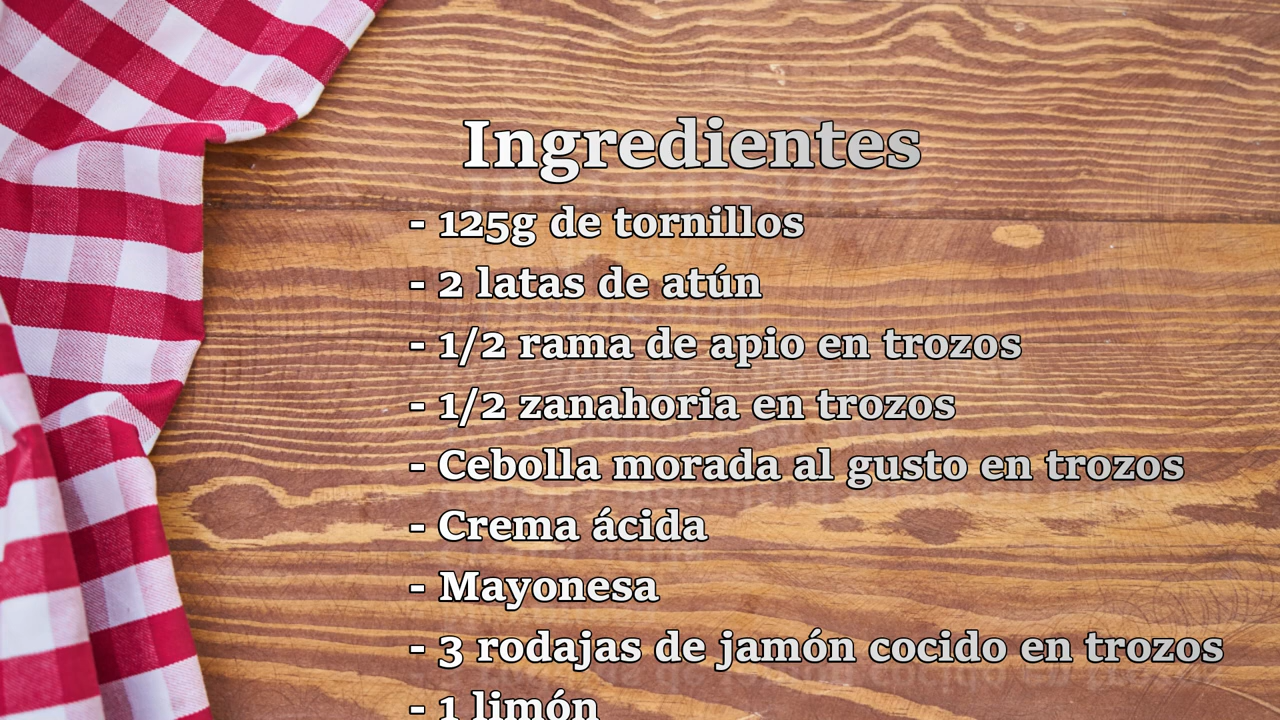 Ingredientes
- 125g de tornillos
- 2 latas de atún
- 1/2 rama de apio en trozos
- 1/2 zanahoria en trozos
- Cebolla morada al gusto en trozos
- Crema ácida
- Mayonesa
- 3 rodajas de jamón cocido en trozos
- 1 limón